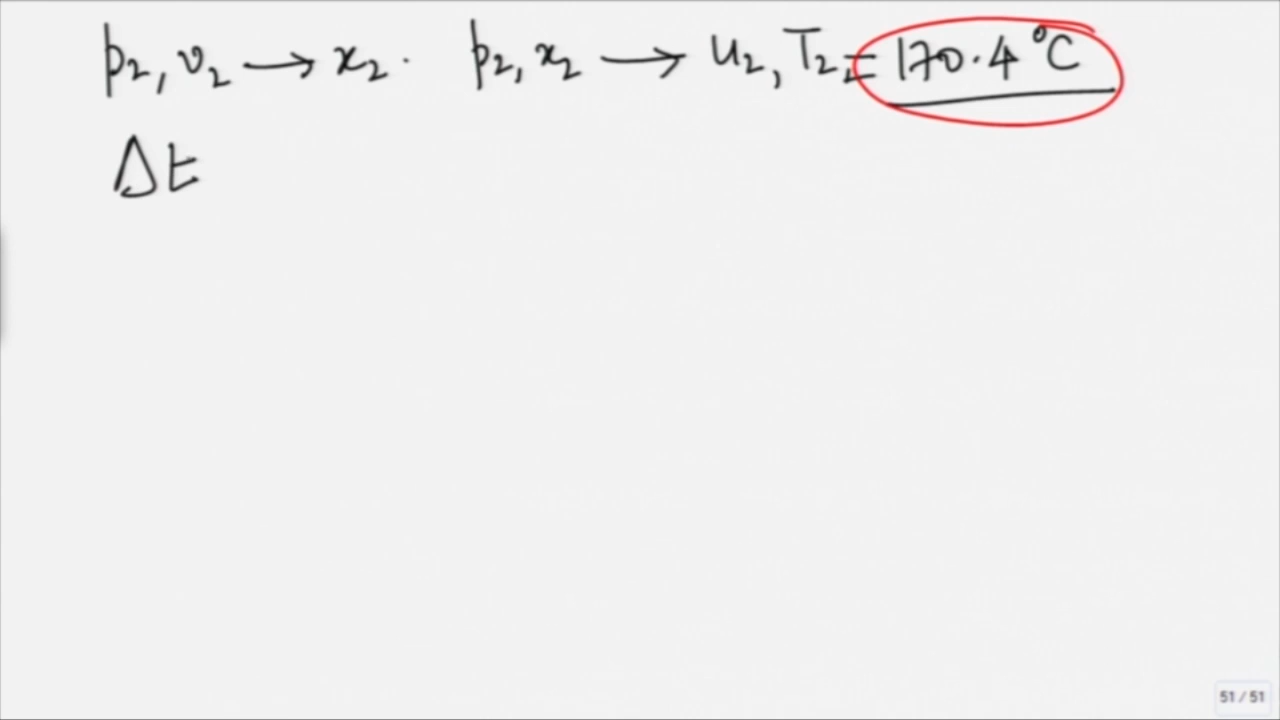 p₂, v₂ → x₂. p₂, x₂ → u₂, T₂ = 170.4 °C
Δt
51 / 51